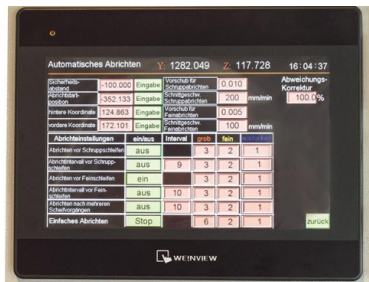 Automatisches Abrichten Y: 1282.049 Z: 117.728 16:04:37
Sicherheits-abstand -100.000 Eingabe Vorschub für Schruppabrichten 0.010 Abweichungs-Korrektur
Abrichtstart-position -352.133 Eingabe Schnittgeschw. Schruppabrichten 200 mm/min 100.0 %
hintere Koordinate 124.863 Eingabe Vorschub für Feinabrichten 0.005
vordere Koordinate 172.101 Eingabe Schnittgeschw. Feinabrichten 100 mm/min
Abrichteinstellungen ein/aus Interval grob fein
Abrichten vor Schruppschleifen aus 3 2 1
Abrichtintervall vor Schrupp-schleifen aus 9 3 2 1
Abrichten vor Feinschleifen ein 3 2 1
Abrichtintervall vor Fein-schleifen aus 10 3 2 1
Abrichten nach mehreren Schleifvorgängen aus 10 3 2 1
Einfaches Abrichten Stop 6 2 1 zurück
WEINVIEW